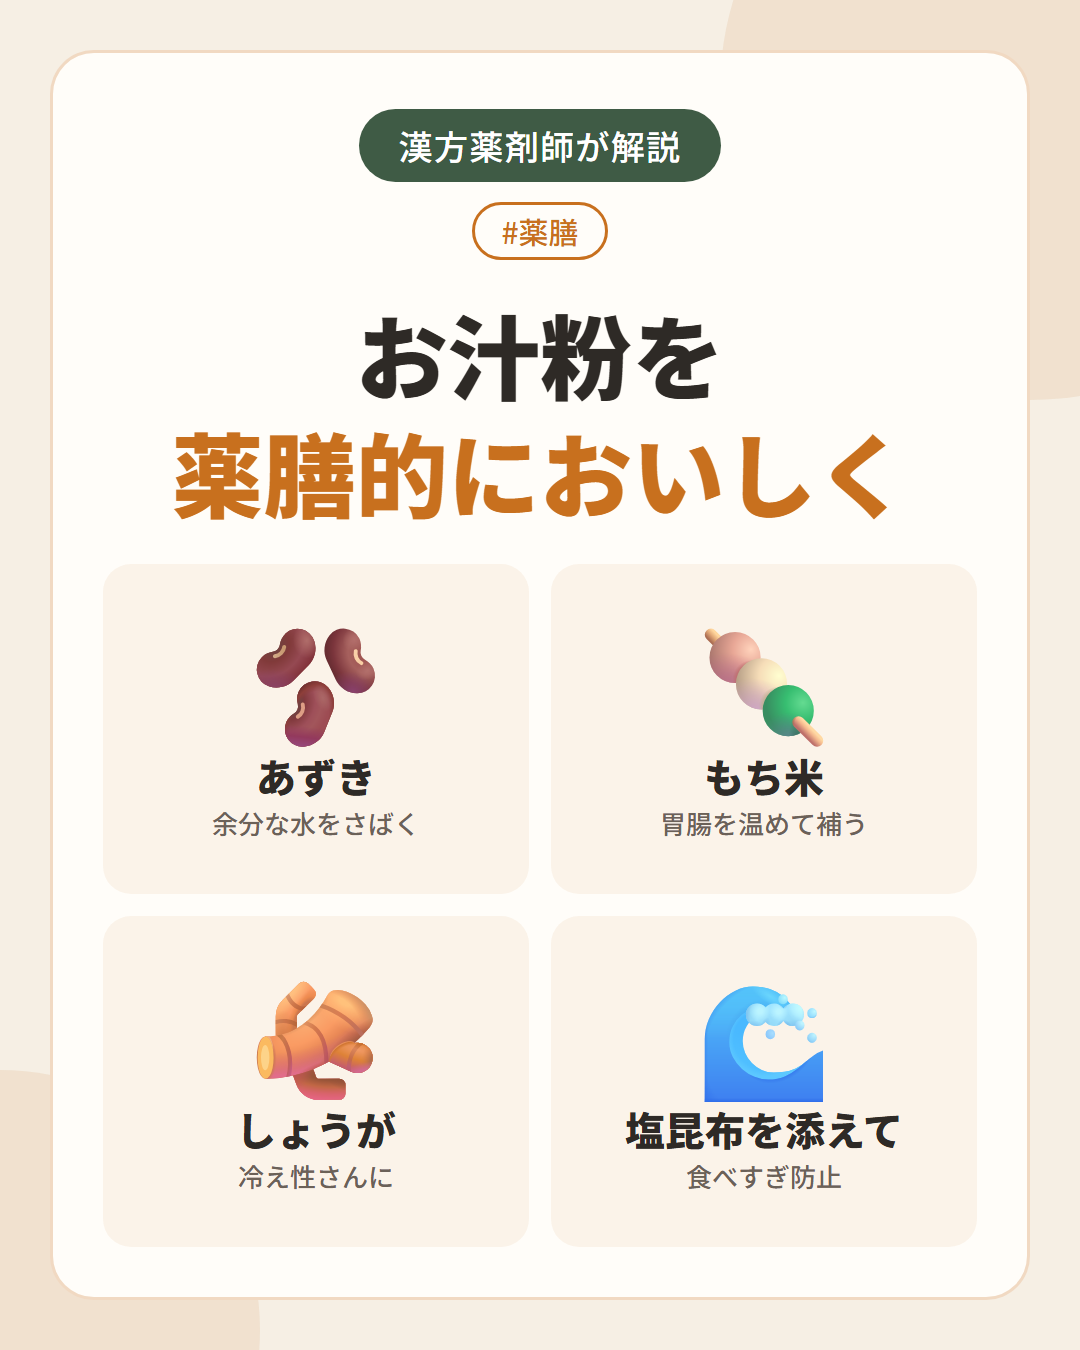 漢方薬剤師が解説
#薬膳
お汁粉を
薬膳的においしく
あずき
余分な水をさばく
もち米
胃腸を温めて補う
しょうが
冷え性さんに
塩昆布を添えて
食べすぎ防止